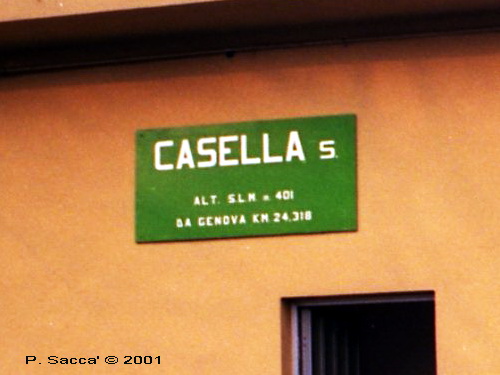 CASELLA S.
ALT. S.L.M. m. 401
DA GENOVA KM 24,318
P. Sacca' © 2001